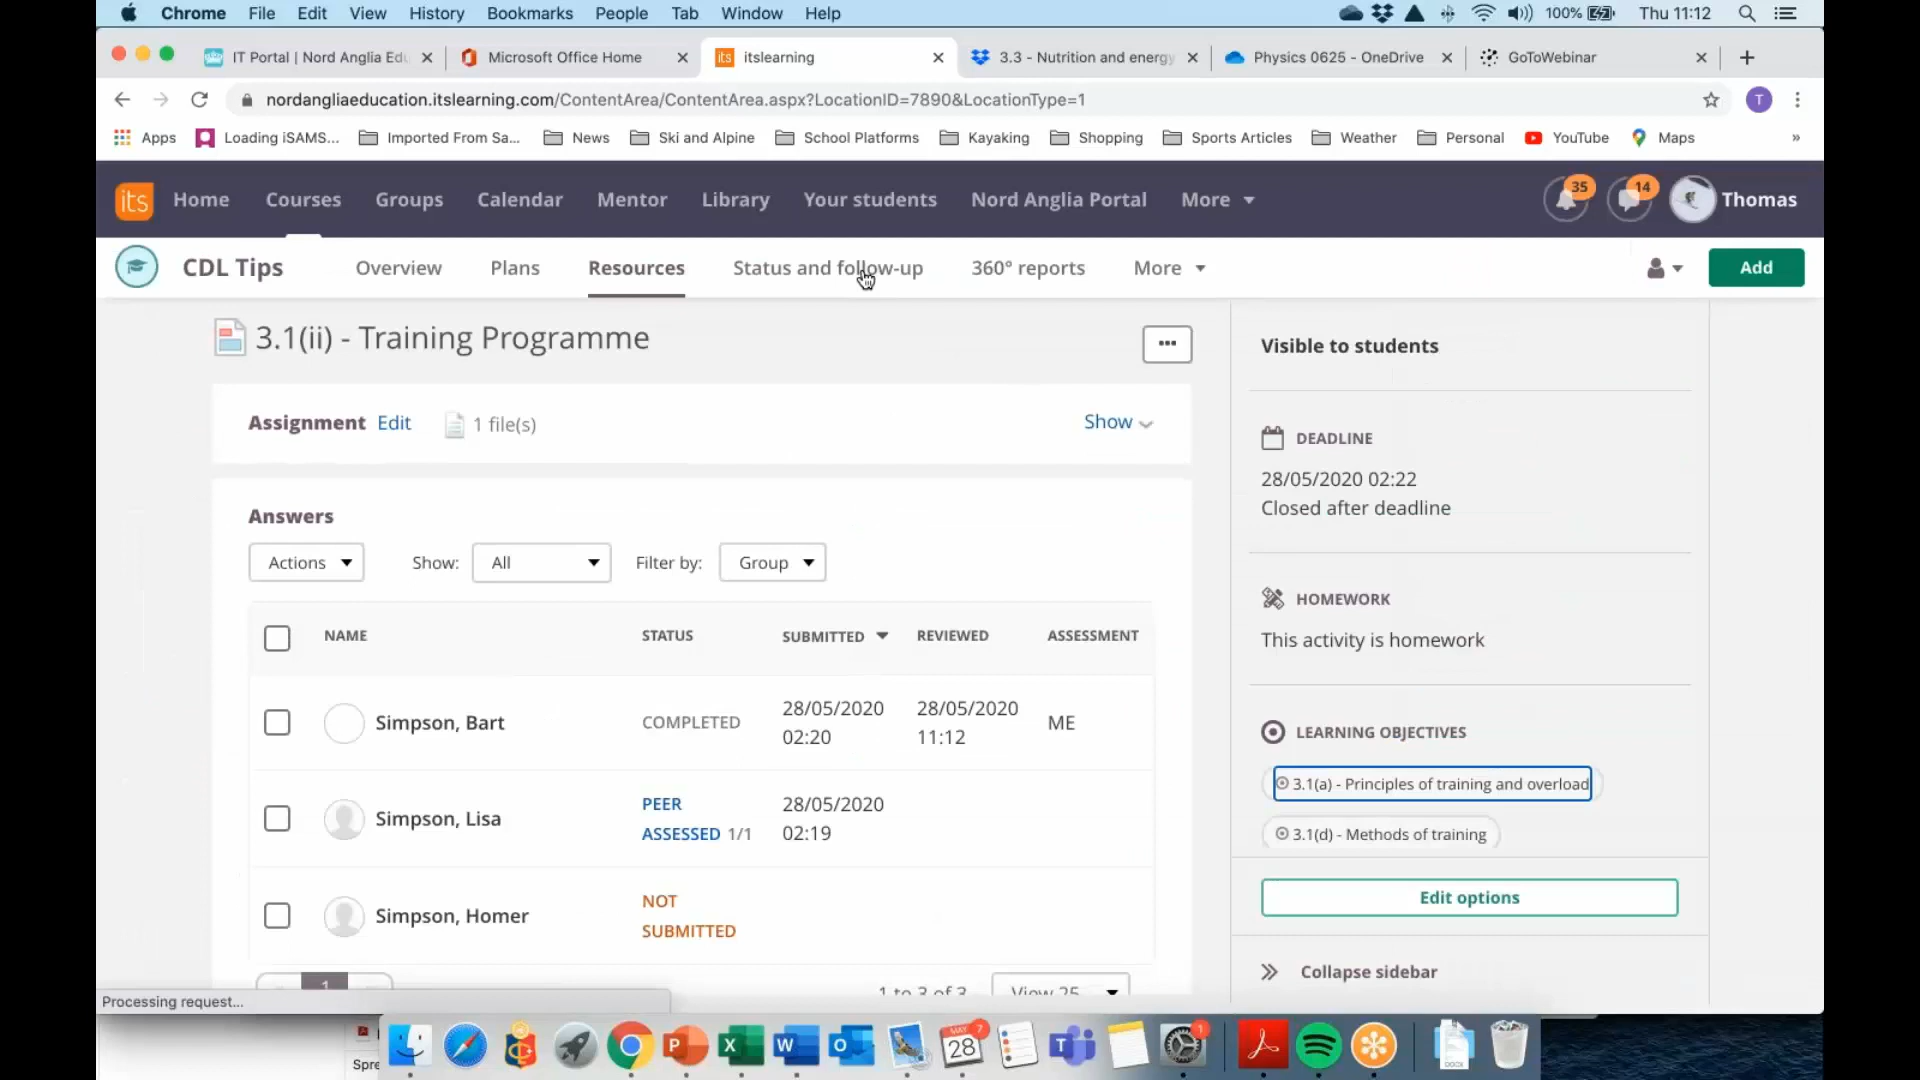 Chrome File Edit View History Bookmarks People Tab Window Help 100% Thu 11:12
IT Portal | Nord Anglia Edu
Microsoft Office Home
its itslearning
3.3 - Nutrition and energy
Physics 0625 - OneDrive
GoToWebinar
nordangliaeducation.itslearning.com/ContentArea/ContentArea.aspx?LocationID=7890&LocationType=1
T
Apps Loading iSAMS... Imported From Sa... News Ski and Alpine School Platforms Kayaking Shopping Sports Articles Weather Personal YouTube Maps »
its Home Courses Groups Calendar Mentor Library Your students Nord Anglia Portal More 35 14 Thomas
CDL Tips Overview Plans Resources Status and follow-up 360° reports More Add
3.1(ii) - Training Programme
Assignment Edit 1 file(s) Show
Answers
Actions Show: All Filter by: Group
NAME STATUS SUBMITTED REVIEWED ASSESSMENT
Simpson, Bart COMPLETED 28/05/2020 02:20 28/05/2020 11:12 ME
Simpson, Lisa PEER ASSESSED 1/1 28/05/2020 02:19
Simpson, Homer NOT SUBMITTED
1 1 to 3 of 3 View 25
Visible to students
DEADLINE
28/05/2020 02:22
Closed after deadline
HOMEWORK
This activity is homework
LEARNING OBJECTIVES
3.1(a) - Principles of training and overload
3.1(d) - Methods of training
Edit options
Collapse sidebar
Processing request...
Spre
P X W O MAY 28 7 T 1 DOCX